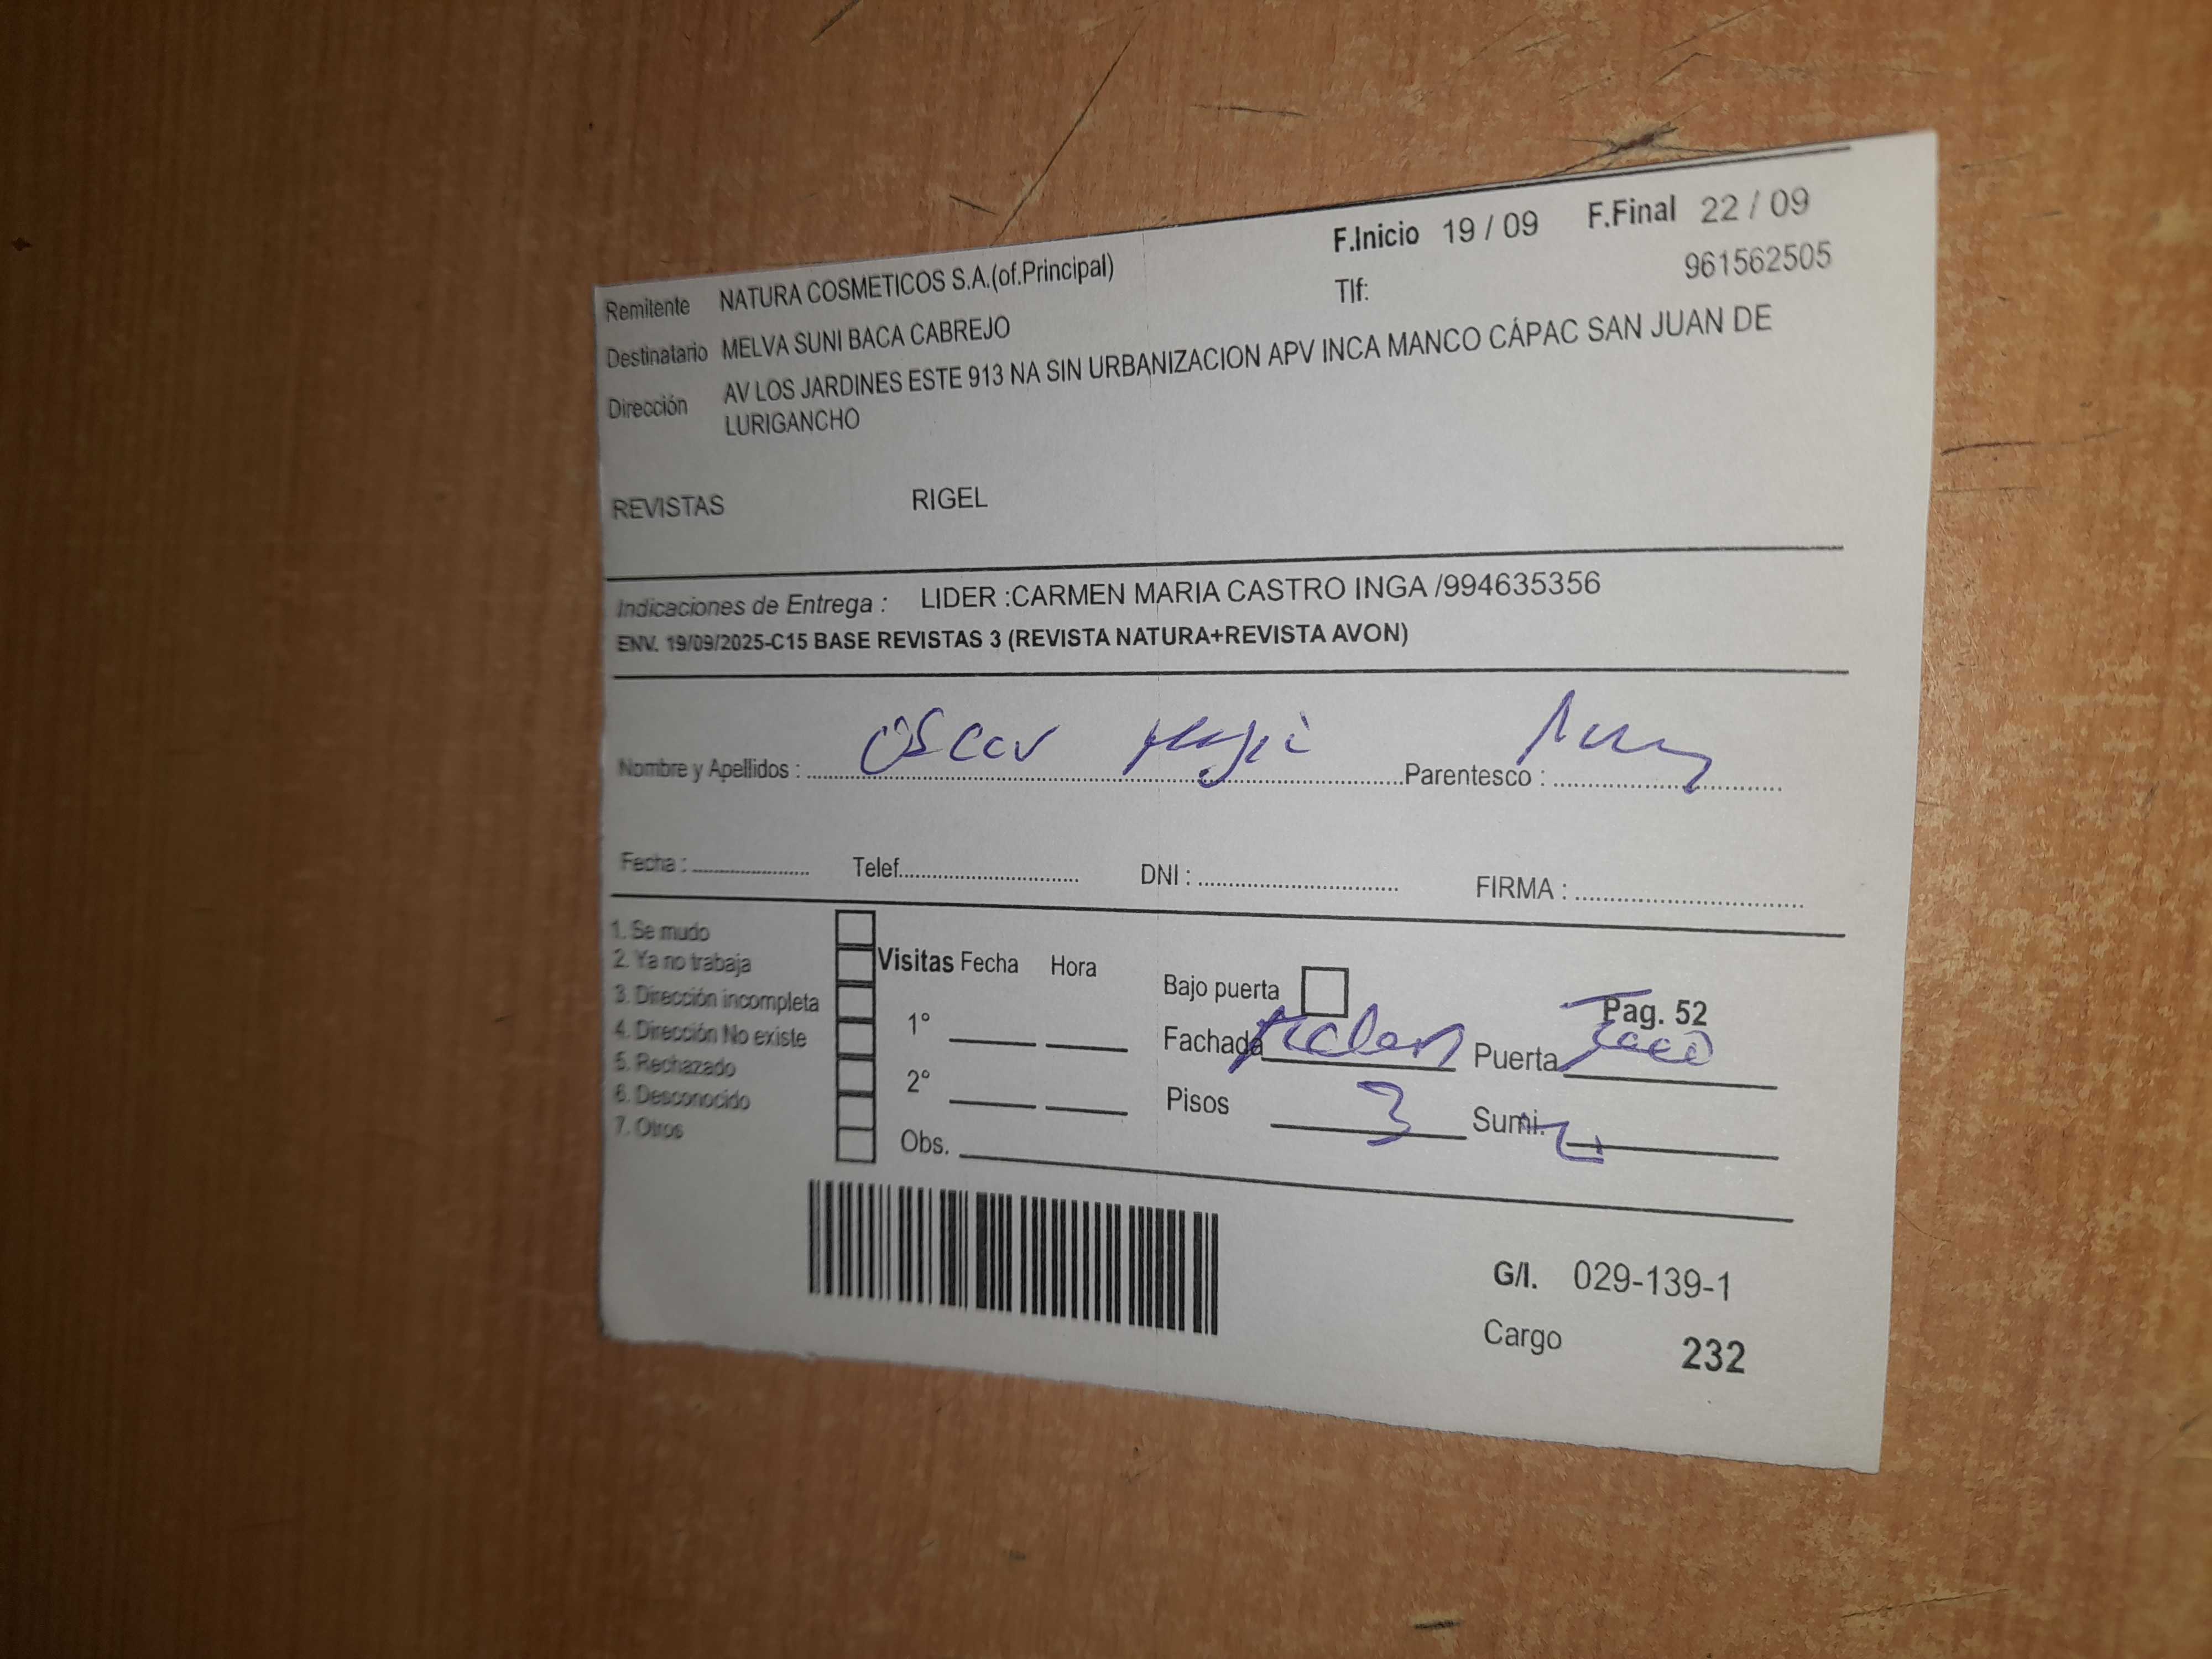 F.Inicio 19 / 09 F.Final 22 / 09
Remitente NATURA COSMETICOS S.A.(of.Principal) Tlf: 961562505
Destinatario MELVA SUNI BACA CABREJO
Dirección AV LOS JARDINES ESTE 913 NA SIN URBANIZACION APV INCA MANCO CÁPAC SAN JUAN DE
LURIGANCHO
REVISTAS RIGEL
Indicaciones de Entrega : LIDER :CARMEN MARIA CASTRO INGA /994635356
ENV. 19/09/2025-C15 BASE REVISTAS 3 (REVISTA NATURA+REVISTA AVON)
Nombre y Apellidos : Oscar Parentesco :
Fecha : Telef. DNI : FIRMA :
1. Se mudo
2. Ya no trabaja
3. Dirección incompleta
4. Dirección No existe
5. Rechazado
6. Desconocido
7. Otros
Visitas Fecha Hora
1°
2°
Obs.
Bajo puerta Pag. 52
Fachada Puerta
Pisos 3 Sumi.
G/I. 029-139-1
Cargo 232